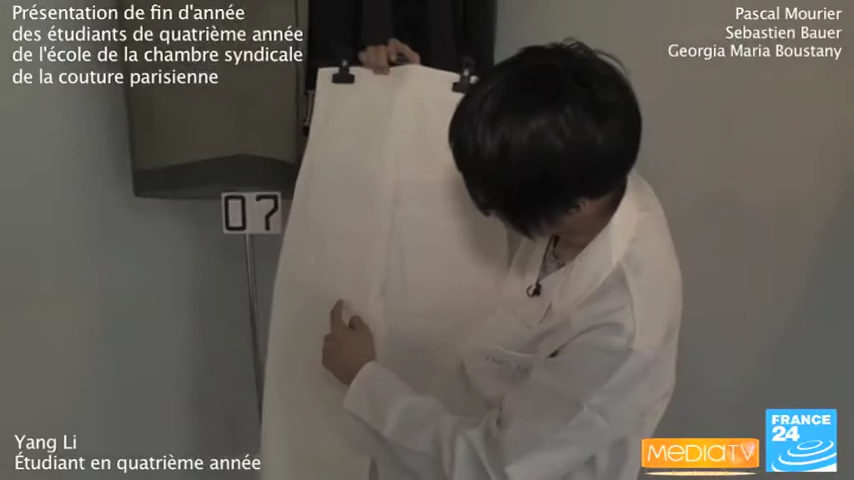 Présentation de fin d'année
des étudiants de quatrième année
de l'école de la chambre syndicale
de la couture parisienne
Pascal Mourier
Sebastien Bauer
Georgia Maria Boustany
07
Yang Li
Étudiant en quatrième année
MEDIATV
FRANCE
24